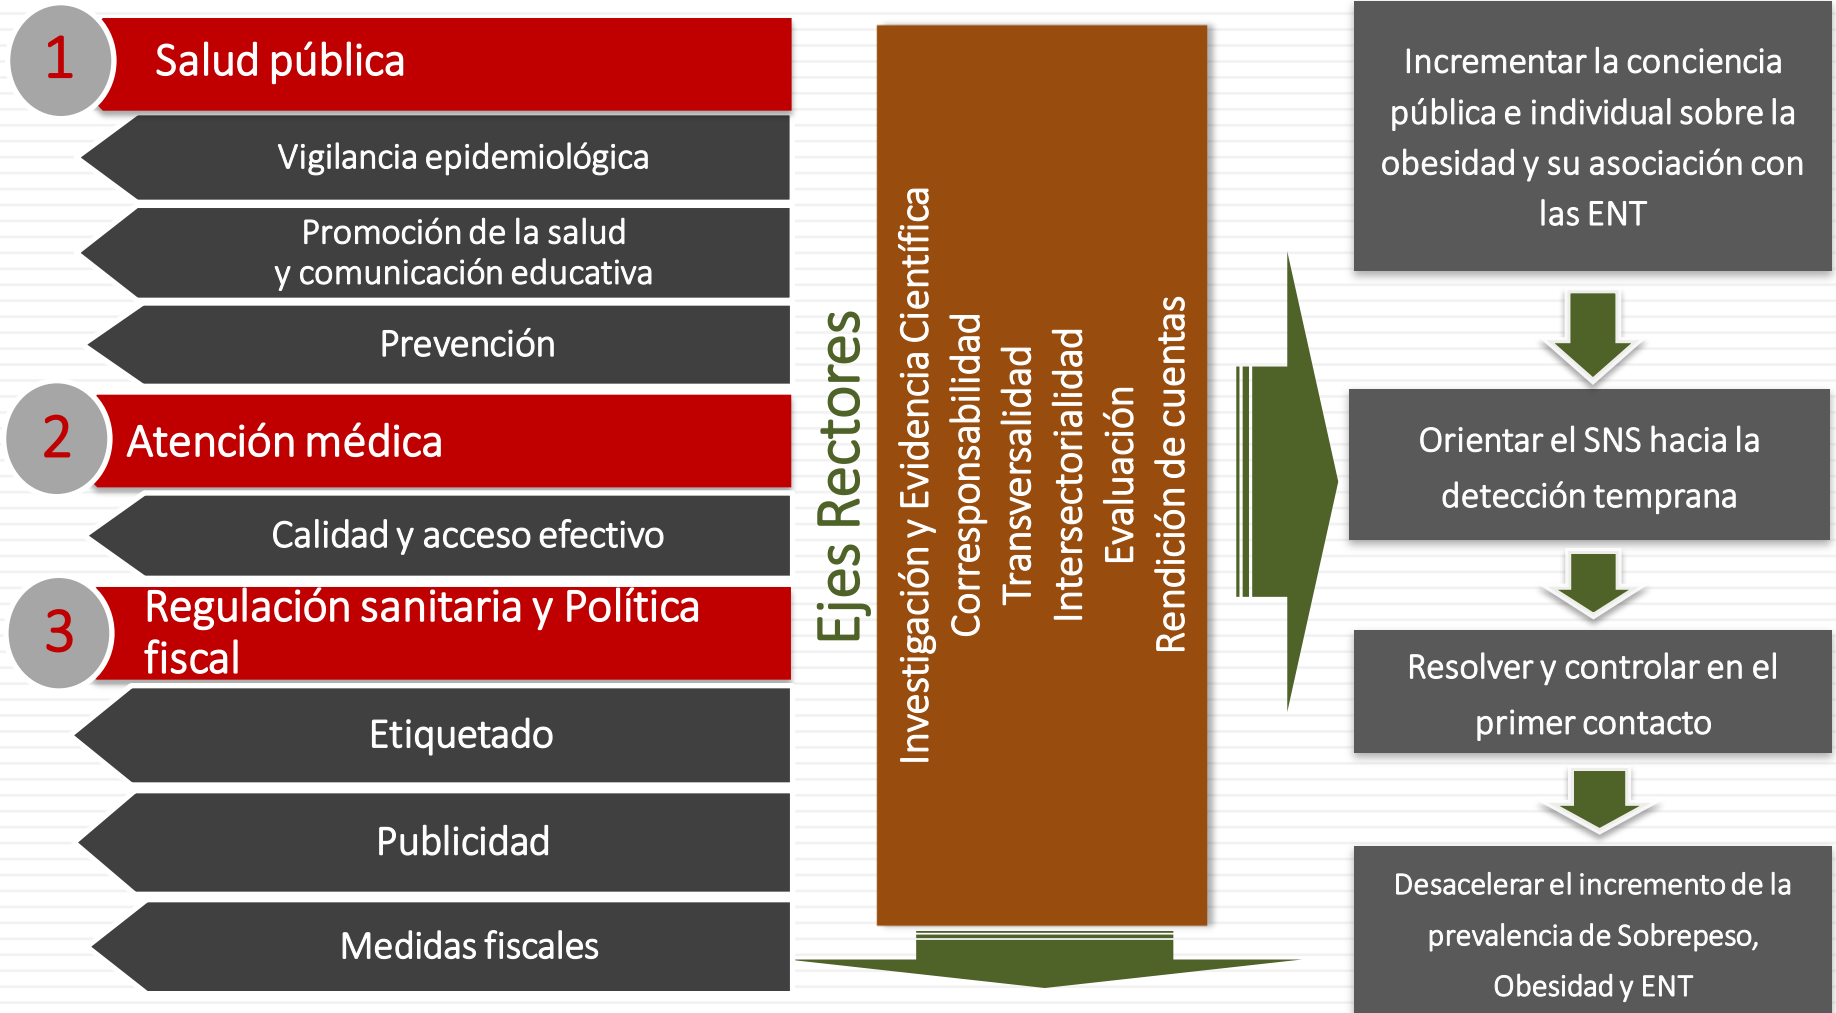 1
Salud pública
Vigilancia epidemiológica
Promoción de la salud
y comunicación educativa
Prevención
2
Atención médica
Calidad y acceso efectivo
3
Regulación sanitaria y Política
fiscal
Etiquetado
Publicidad
Medidas fiscales
Ejes Rectores
Investigación y Evidencia Científica
Corresponsabilidad
Transversalidad
Intersectorialidad
Evaluación
Rendición de cuentas
Incrementar la conciencia
pública e individual sobre la
obesidad y su asociación con
las ENT
Orientar el SNS hacia la
detección temprana
Resolver y controlar en el
primer contacto
Desacelerar el incremento de la
prevalencia de Sobrepeso,
Obesidad y ENT